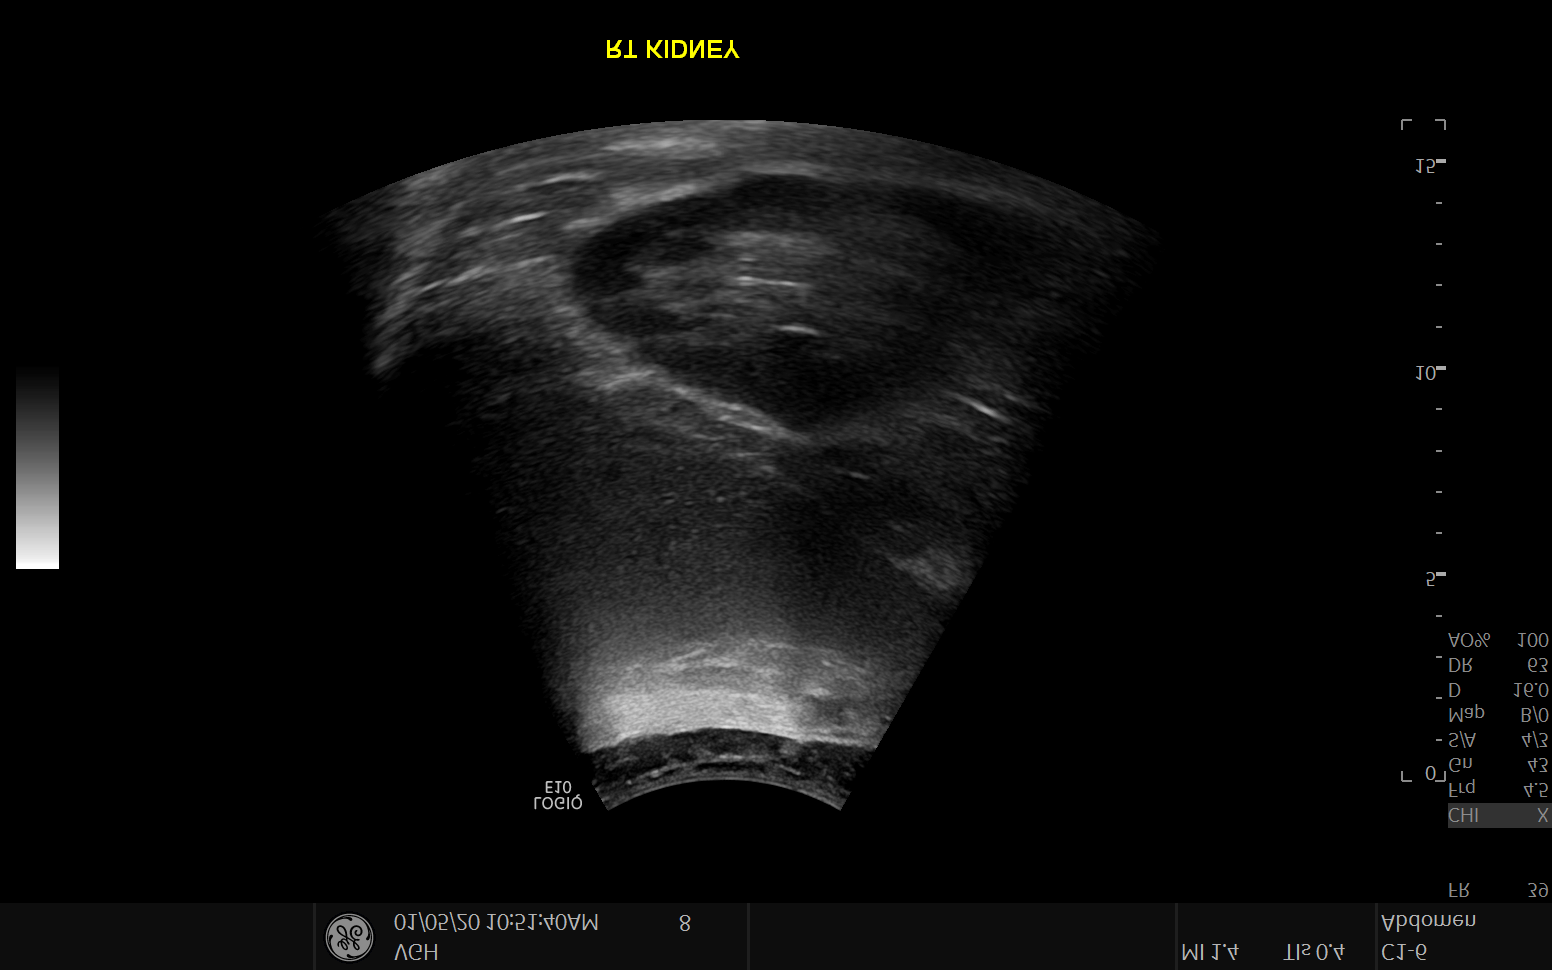 VGH
01/05/20 10:51:40AM 8
MI 1.4 TIs 0.4
C1-6
Abdomen
FR 39
CHI X
Frq 4.5
Gn 43
S/A 4/3
Map B/0
D 16.0
DR 63
AO% 100
LOGIQ
E10
0
5
10
15
RT KIDNEY